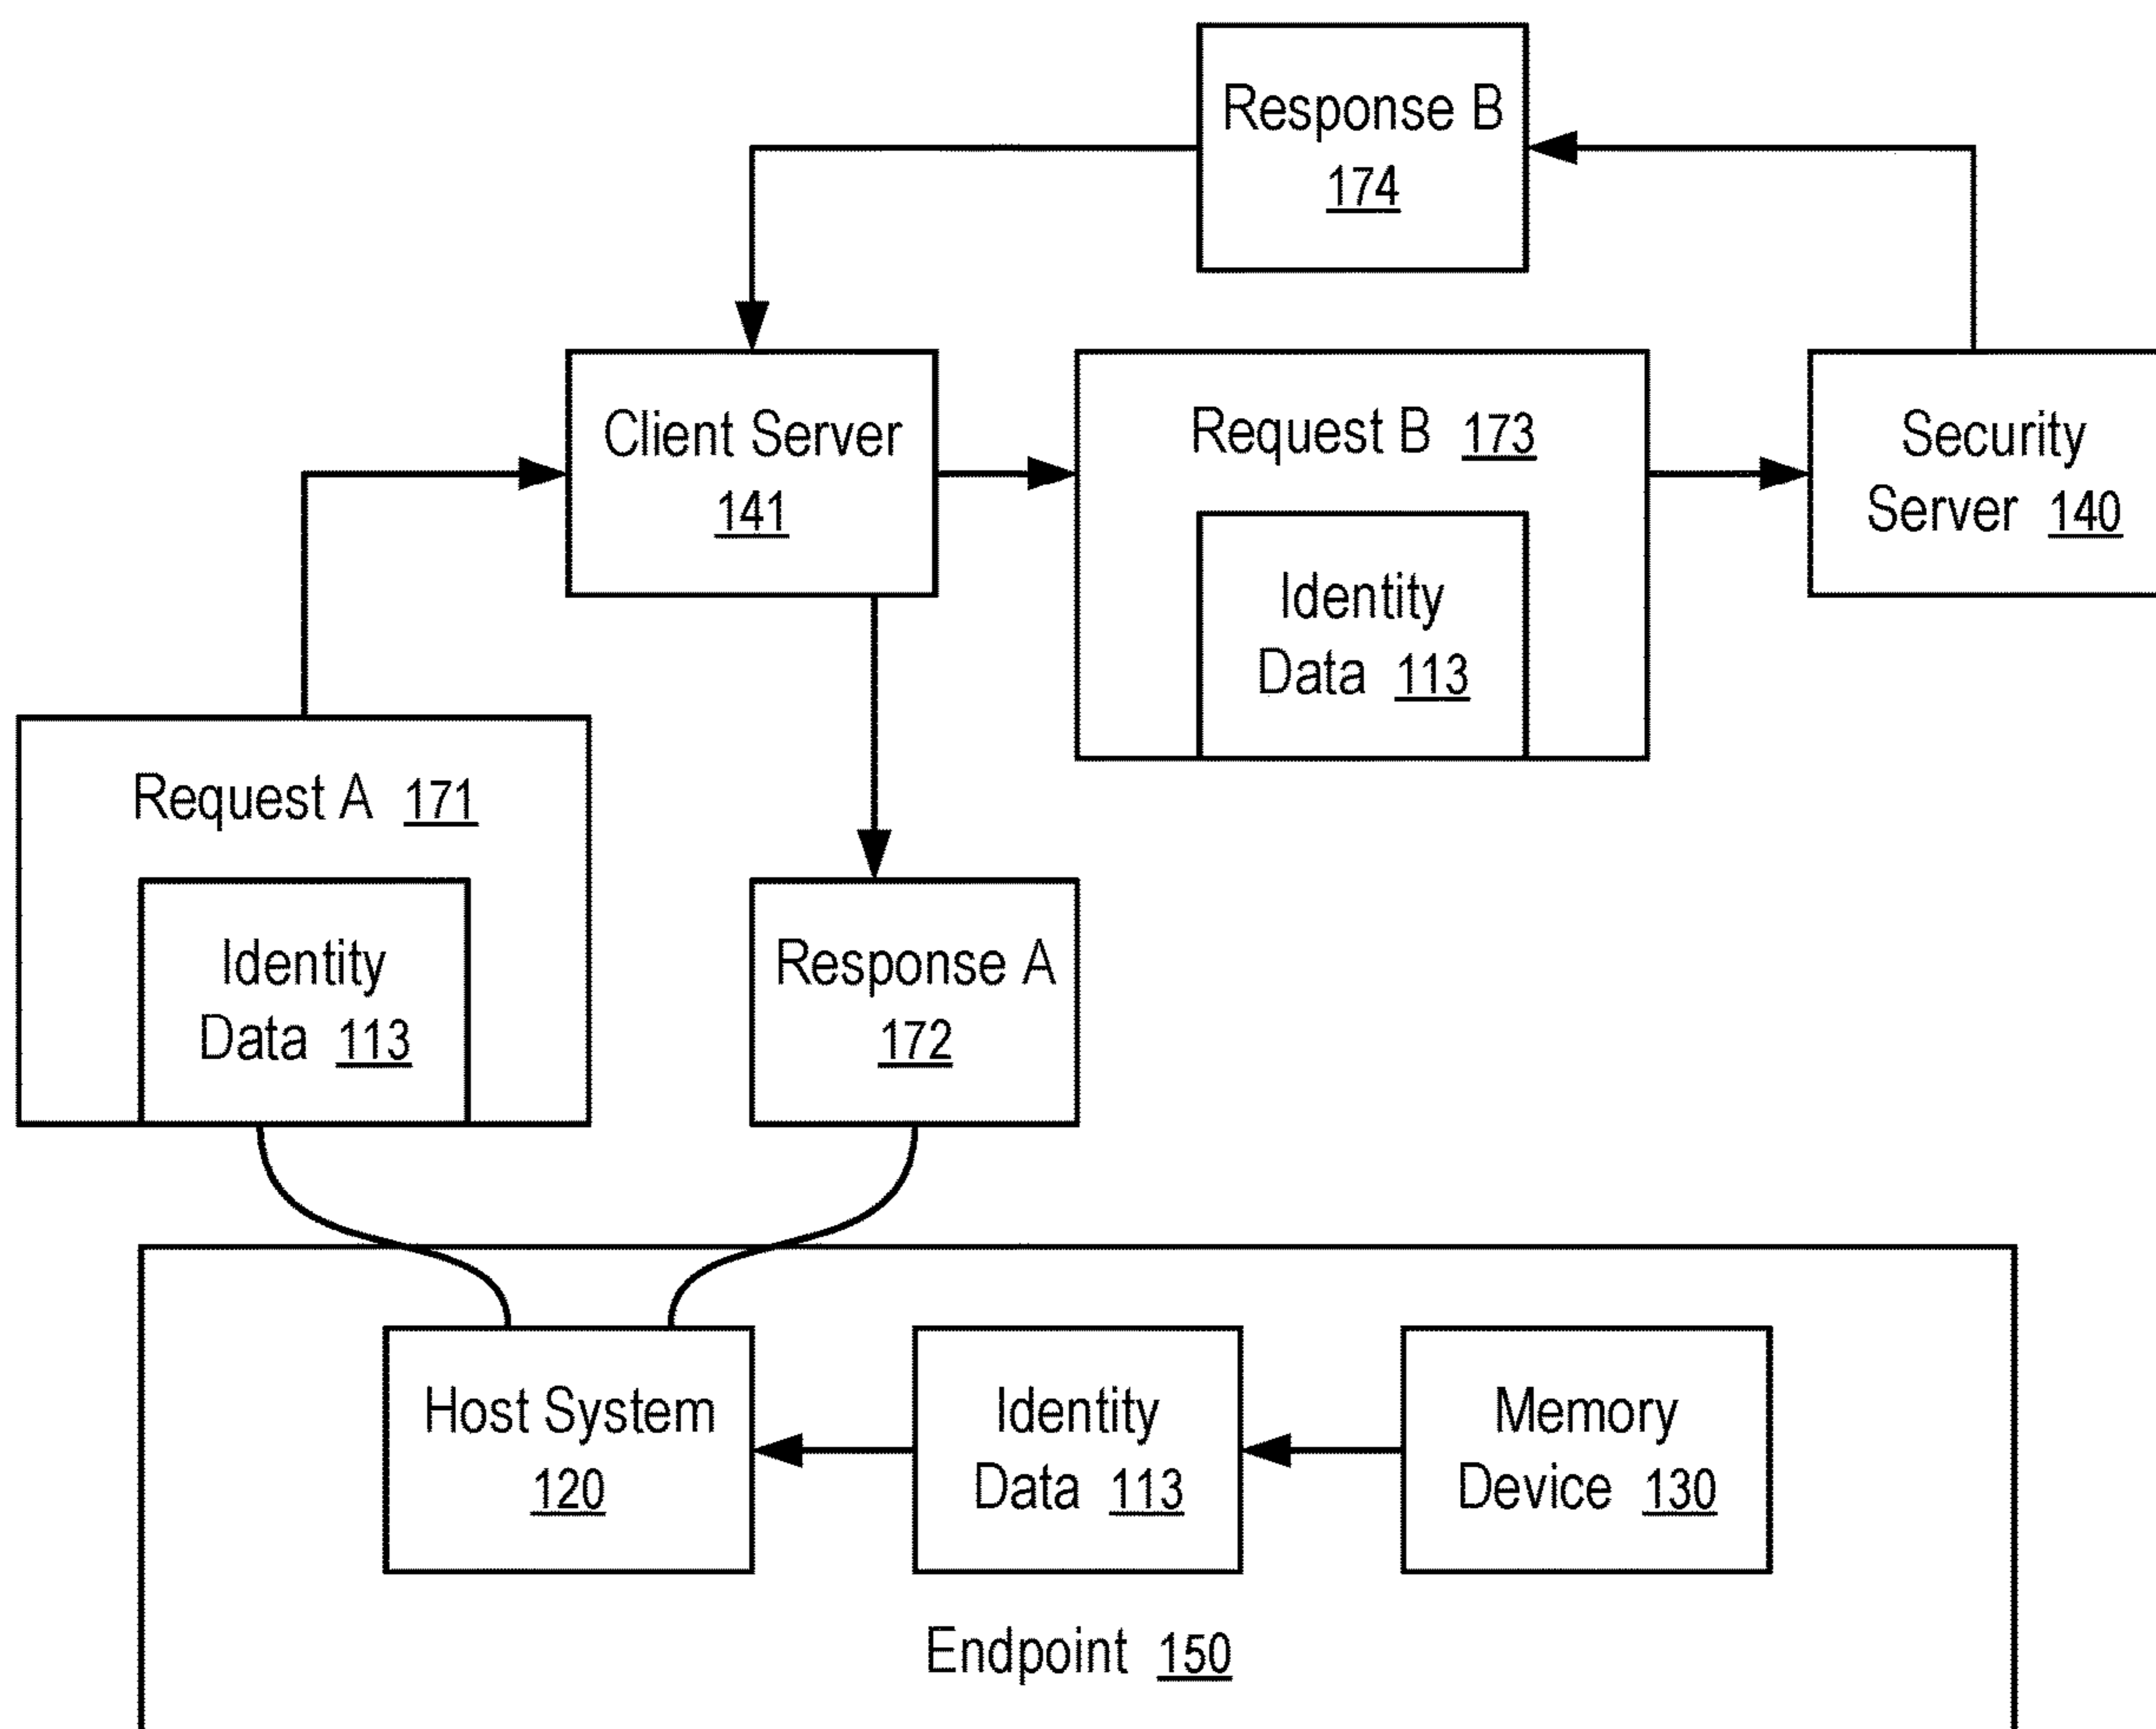 Response B
174
Client Server
141
Request B 173
Identity
Data 113
Security
Server 140
Request A 171
Identity
Data 113
Response A
172
Host System
120
Identity
Data 113
Memory
Device 130
Endpoint 150